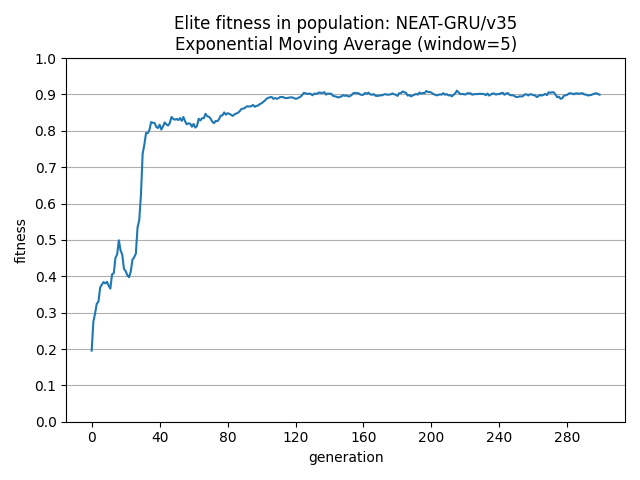 Elite fitness in population: NEAT-GRU/v35
Exponential Moving Average (window=5)
1.0
0.9
0.8
0.7
0.6
0.5
0.4
0.3
0.2
0.1
0.0
fitness
0 40 80 120 160 200 240 280
generation